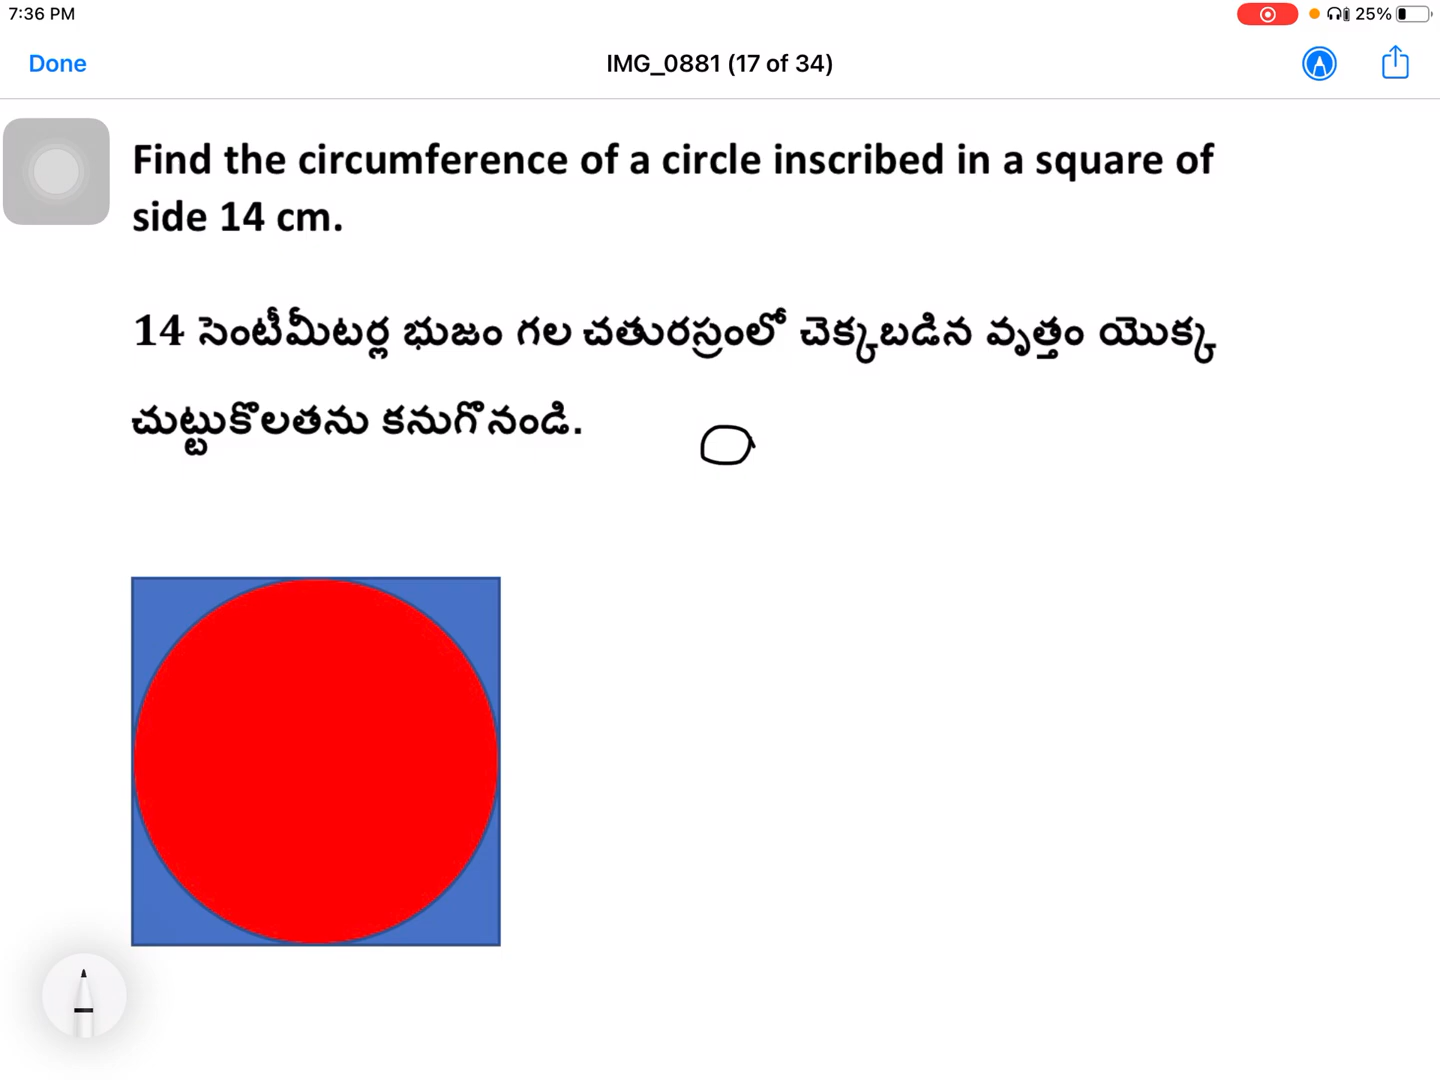 7:36 PM
25%
Done
IMG_0881 (17 of 34)
Find the circumference of a circle inscribed in a square of
side 14 cm.
14 సెంటీమీటర్ల భుజం గల చతురస్రంలో చెక్కబడిన వృత్తం యొక్క
చుట్టుకొలతను కనుగొనండి.